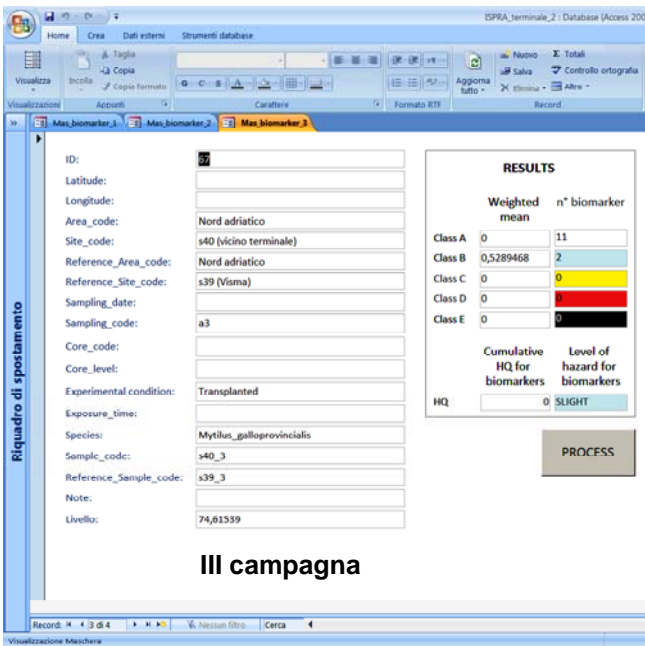 ISPRA_terminale_2 : Database (Access 200
Home Crea Dati esterni Strumenti database
Visualizza
Incolla
Taglia
Copia
Copia formato
G C S A
Aggiorna tutto
Nuovo
Salva
Elimina
Σ Totali
Controllo ortografia
Altro
Visualizzazioni Appunti Carattere Formato RTF Record
» Mas_biomarker_1 Mas_biomarker_2 Mas_biomarker_3
Riquadro di spostamento
ID: 67
Latitude:
Longitude:
Area_code: Nord adriatico
Site_code: s40 (vicino terminale)
Reference_Area_code: Nord adriatico
Reference_Site_code: s39 (Visma)
Sampling_date:
Sampling_code: a3
Core_code:
Core_level:
Experimental condition: Transplanted
Exposure_time:
Species: Mytilus_galloprovincialis
Sample_code: s40_3
Reference_Sample_code: s39_3
Note:
Livello: 74,61539
RESULTS
Weighted mean n° biomarker
Class A 0 11
Class B 0,5289468 2
Class C 0 0
Class D 0 0
Class E 0 0
Cumulative HQ for biomarkers Level of hazard for biomarkers
HQ 0 SLIGHT
PROCESS
III campagna
Record: 3 di 4 Nessun filtro Cerca
Visualizzazione Maschera